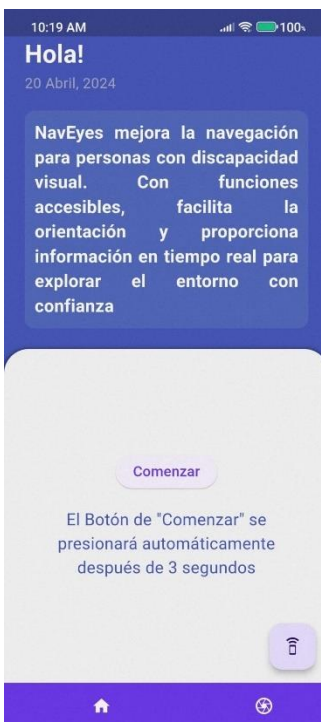 10:19 AM
100%
Hola!
20 Abril, 2024
NavEyes mejora la navegación
para personas con discapacidad
visual. Con funciones
accesibles, facilita la
orientación y proporciona
información en tiempo real para
explorar el entorno con
confianza
Comenzar
El Botón de "Comenzar" se
presionará automáticamente
después de 3 segundos